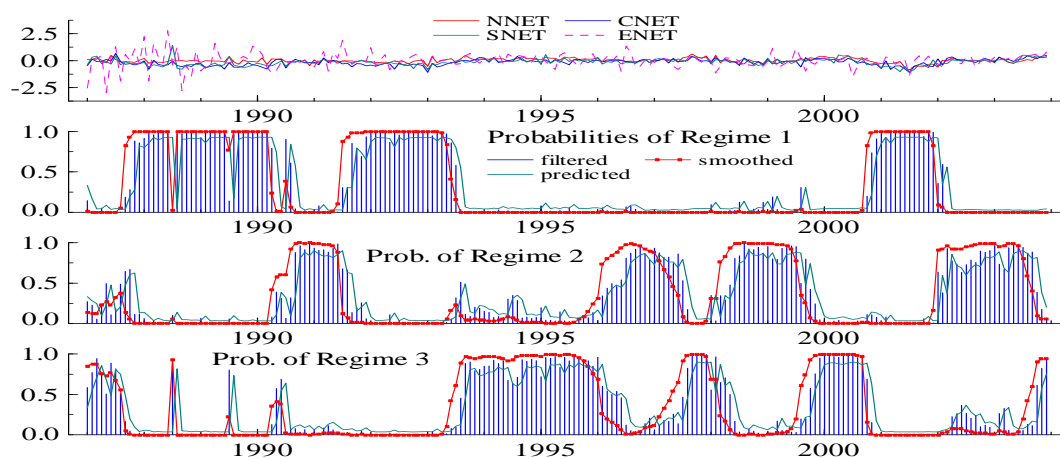 NNET CNET
SNET ENET
2.5
0.0
-2.5
1990 1995 2000
1.0
0.5
0.0
Probabilities of Regime 1
filtered smoothed
predicted
1990 1995 2000
1.0
0.5
0.0
Prob. of Regime 2
1990 1995 2000
1.0
0.5
0.0
Prob. of Regime 3
1990 1995 2000